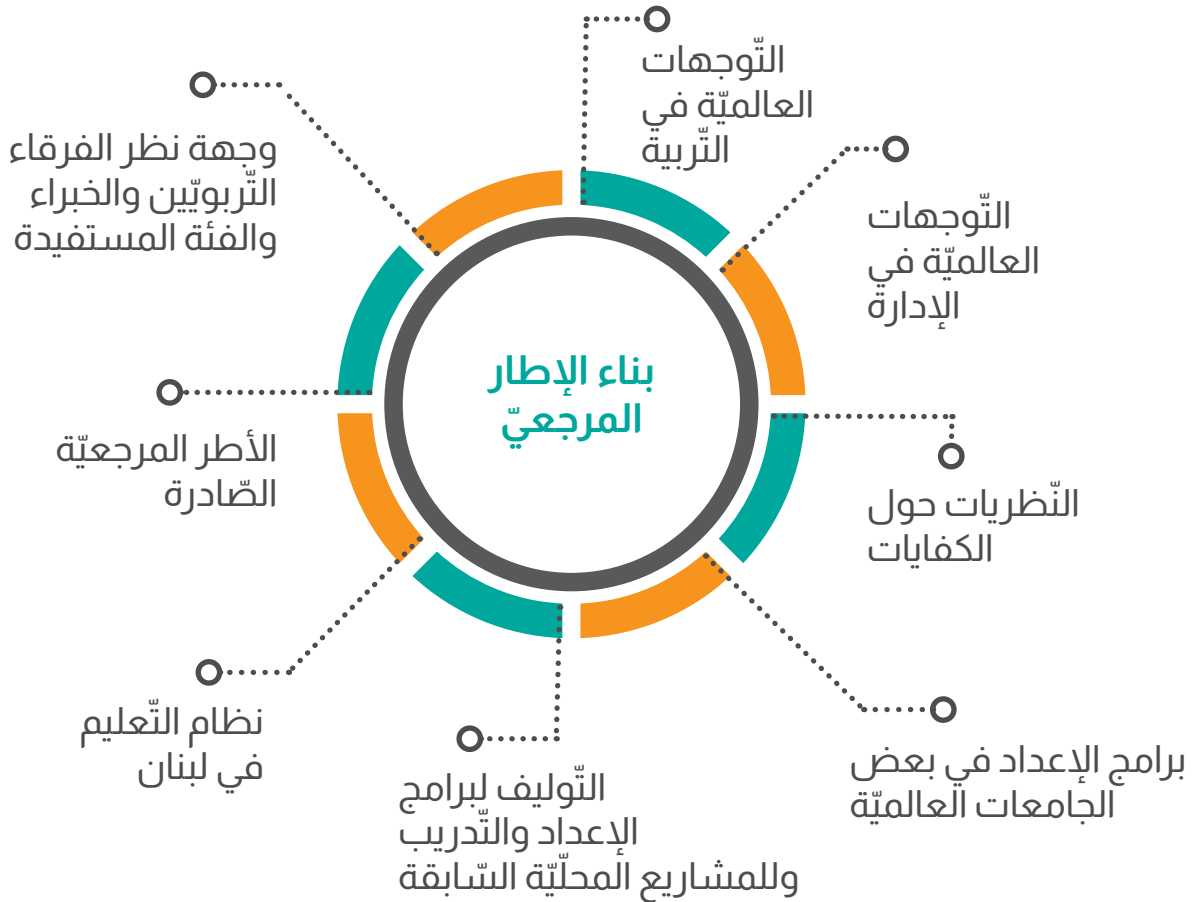 التّوجهات
العالميّة في
التّربية
التّوجهات
العالميّة في
الإدارة
النّظريات حول
الكفايات
برامج الإعداد في بعض
الجامعات العالميّة
التّوليف لبرامج
الإعداد والتّدريب
وللمشاريع المحلّيّة السّابقة
نظام التّعليم
في لبنان
الأطر المرجعيّة
الصّادرة
وجهة نظر الفرقاء
التّربويّين والخبراء
والفئة المستفيدة
بناء الإطار
المرجعيّ